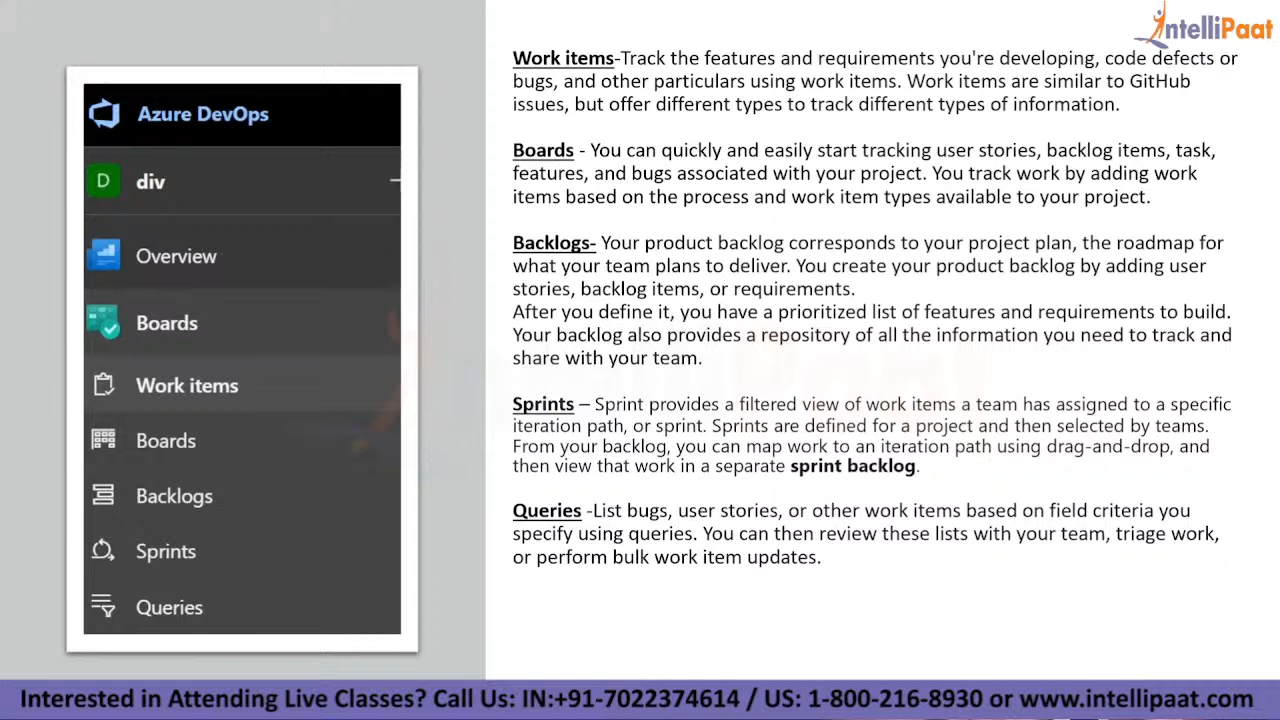 IntelliPaat
Azure DevOps
D div
Overview
Boards
Work items
Boards
Backlogs
Sprints
Queries
Work items-Track the features and requirements you're developing, code defects or
bugs, and other particulars using work items. Work items are similar to GitHub
issues, but offer different types to track different types of information.
Boards - You can quickly and easily start tracking user stories, backlog items, task,
features, and bugs associated with your project. You track work by adding work
items based on the process and work item types available to your project.
Backlogs- Your product backlog corresponds to your project plan, the roadmap for
what your team plans to deliver. You create your product backlog by adding user
stories, backlog items, or requirements.
After you define it, you have a prioritized list of features and requirements to build.
Your backlog also provides a repository of all the information you need to track and
share with your team.
Sprints – Sprint provides a filtered view of work items a team has assigned to a specific
iteration path, or sprint. Sprints are defined for a project and then selected by teams.
From your backlog, you can map work to an iteration path using drag-and-drop, and
then view that work in a separate sprint backlog.
Queries -List bugs, user stories, or other work items based on field criteria you
specify using queries. You can then review these lists with your team, triage work,
or perform bulk work item updates.
Interested in Attending Live Classes? Call Us: IN:+91-7022374614 / US: 1-800-216-8930 or www.intellipaat.com